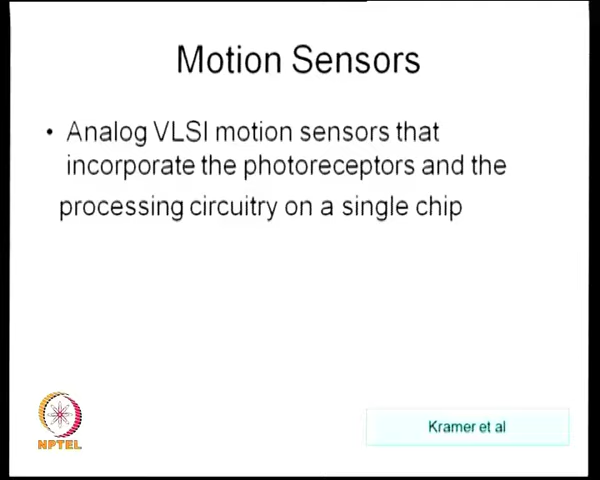 Motion Sensors
• Analog VLSI motion sensors that
incorporate the photoreceptors and the
processing circuitry on a single chip
NPTEL
Kramer et al